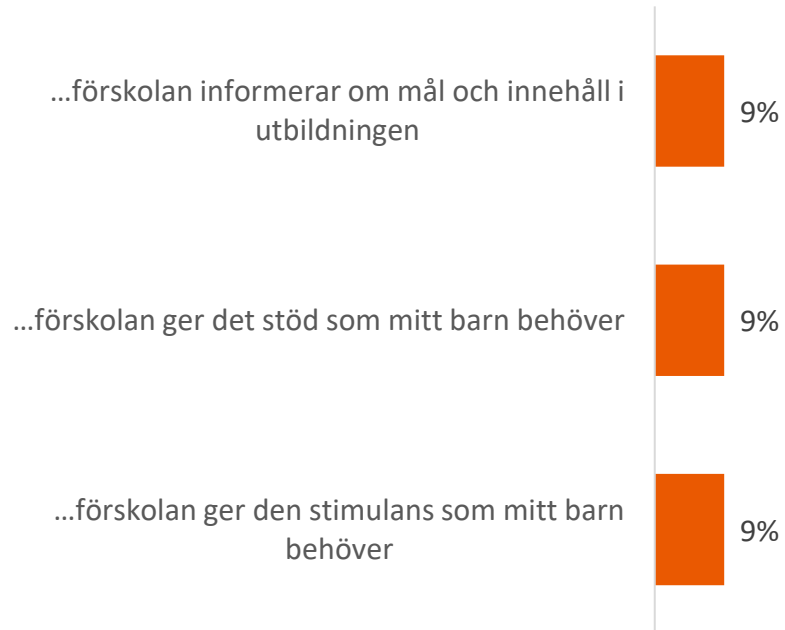 ...förskolan informerar om mål och innehåll i
utbildningen
9%
...förskolan ger det stöd som mitt barn behöver
9%
...förskolan ger den stimulans som mitt barn
behöver
9%